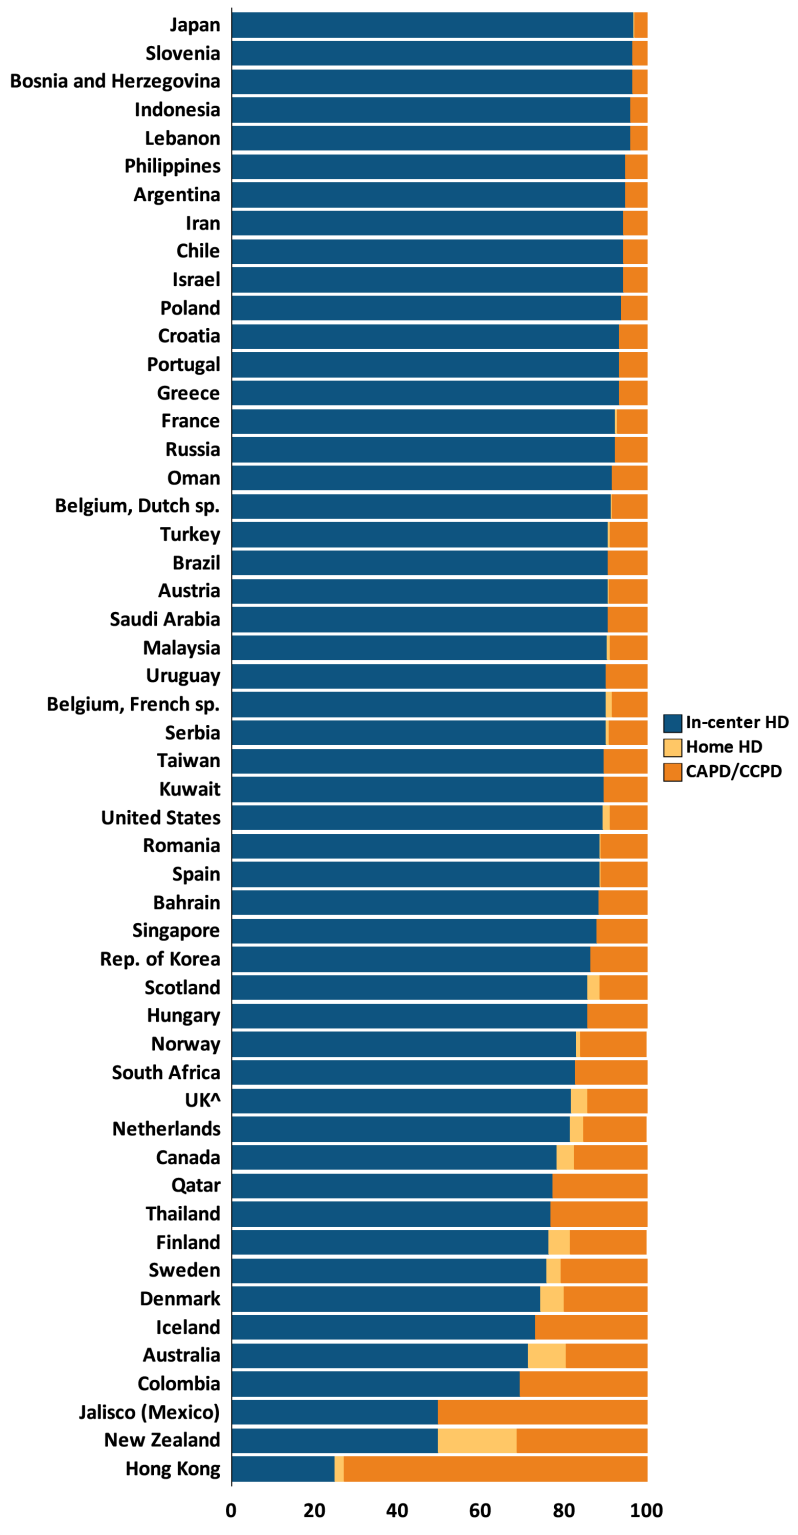 Japan
Slovenia
Bosnia and Herzegovina
Indonesia
Lebanon
Philippines
Argentina
Iran
Chile
Israel
Poland
Croatia
Portugal
Greece
France
Russia
Oman
Belgium, Dutch sp.
Turkey
Brazil
Austria
Saudi Arabia
Malaysia
Uruguay
Belgium, French sp.
Serbia
Taiwan
Kuwait
United States
Romania
Spain
Bahrain
Singapore
Rep. of Korea
Scotland
Hungary
Norway
South Africa
UK^
Netherlands
Canada
Qatar
Thailand
Finland
Sweden
Denmark
Iceland
Australia
Colombia
Jalisco (Mexico)
New Zealand
Hong Kong
0 20 40 60 80 100
In-center HD
Home HD
CAPD/CCPD